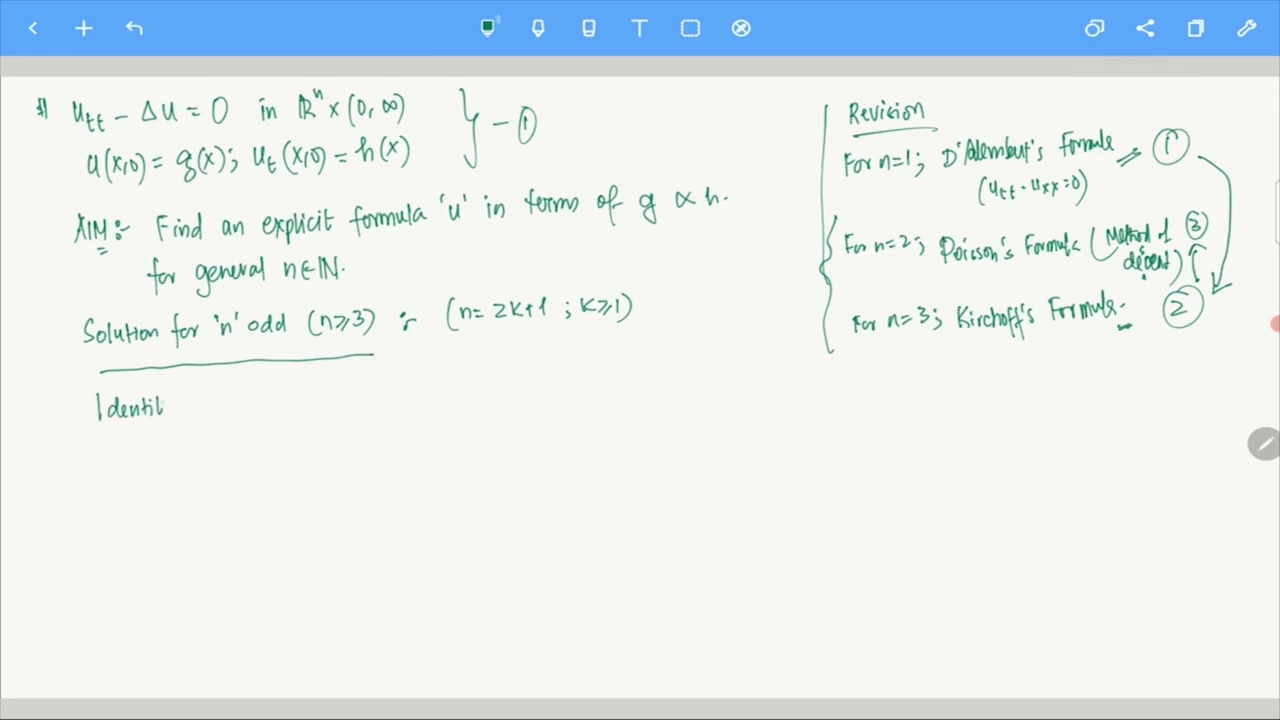 # u_tt - Δu = 0 in ℝⁿ × (0, ∞)
u(x,0) = g(x); u_t(x,0) = h(x) } - ①
AIM:- Find an explicit formula 'u' in terms of g & h.
for general n∈ℕ.
Solution for 'n' odd (n≥3) :- (n = 2k+1 ; k≥1)
Identit
Revision
For n=1; D'Alembert's Formula ①
(u_tt - u_xx = 0)
For n=2; Poisson's Formula (Method of decent) ③
For n=3; Kirchoff's Formula - ②
T